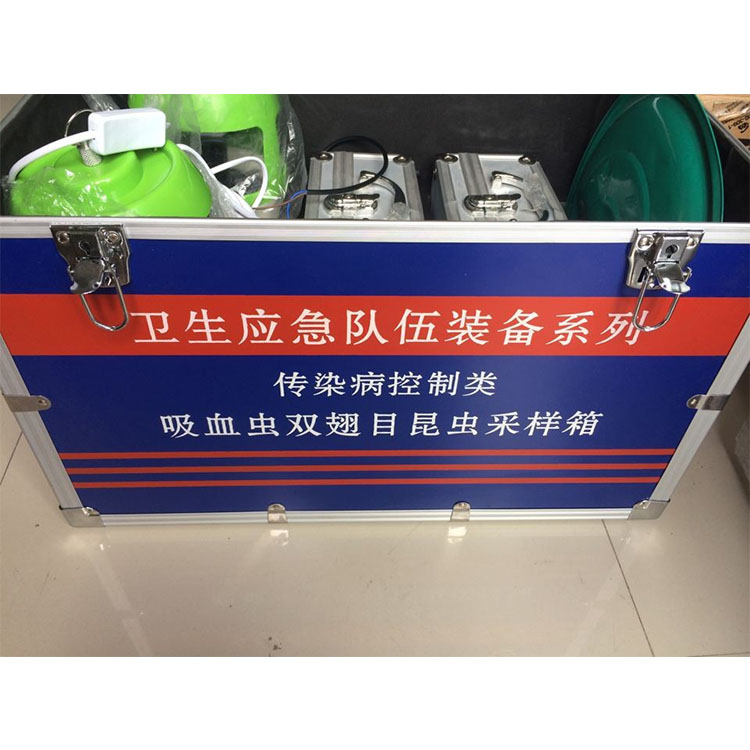 卫生应急队伍装备系列
传染病控制类
吸血虫双翅目昆虫采样箱